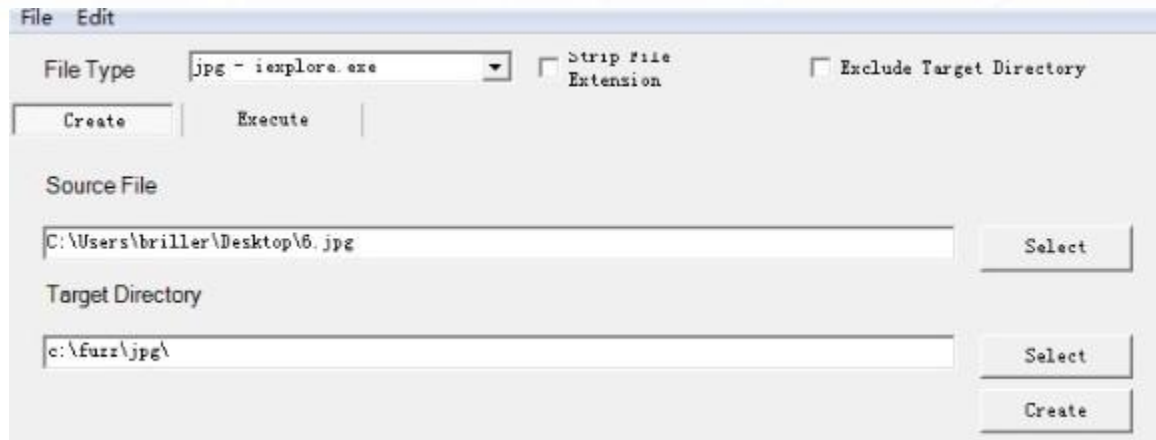 File Edit
File Type jpg - iexplore.exe Strip File Extension Exclude Target Directory
Create Execute
Source File
C:\Users\briller\Desktop\6.jpg Select
Target Directory
c:\fuzz\jpg\ Select
Create